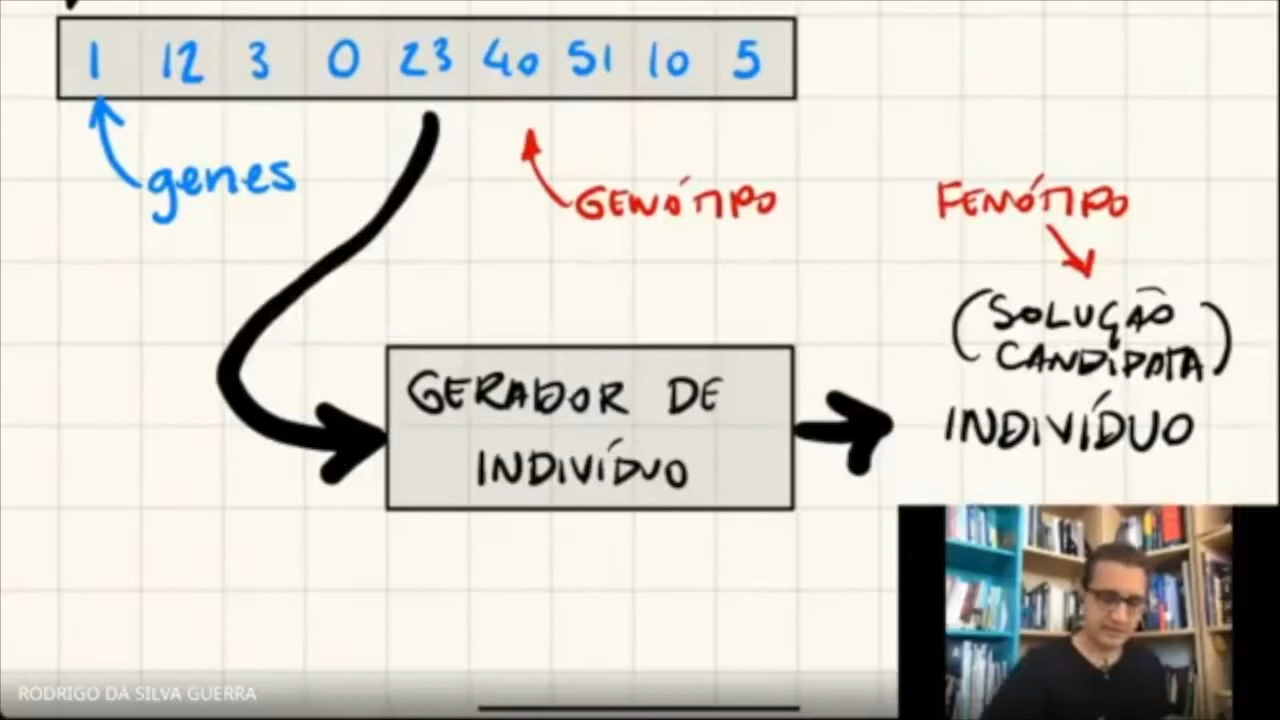 1 12 3 0 23 40 51 10 5
genes
GENÓTIPO
FENÓTIPO
(SOLUÇÃO
CANDIDATA)
GERADOR DE
INDIVÍDUO
INDIVÍDUO
RODRIGO DA SILVA GUERRA